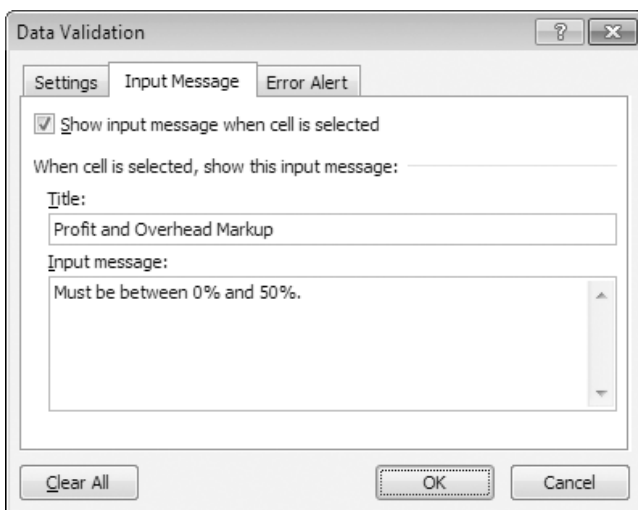 Data Validation
Settings Input Message Error Alert
Show input message when cell is selected
When cell is selected, show this input message:
Title:
Profit and Overhead Markup
Input message:
Must be between 0% and 50%.
Clear All OK Cancel